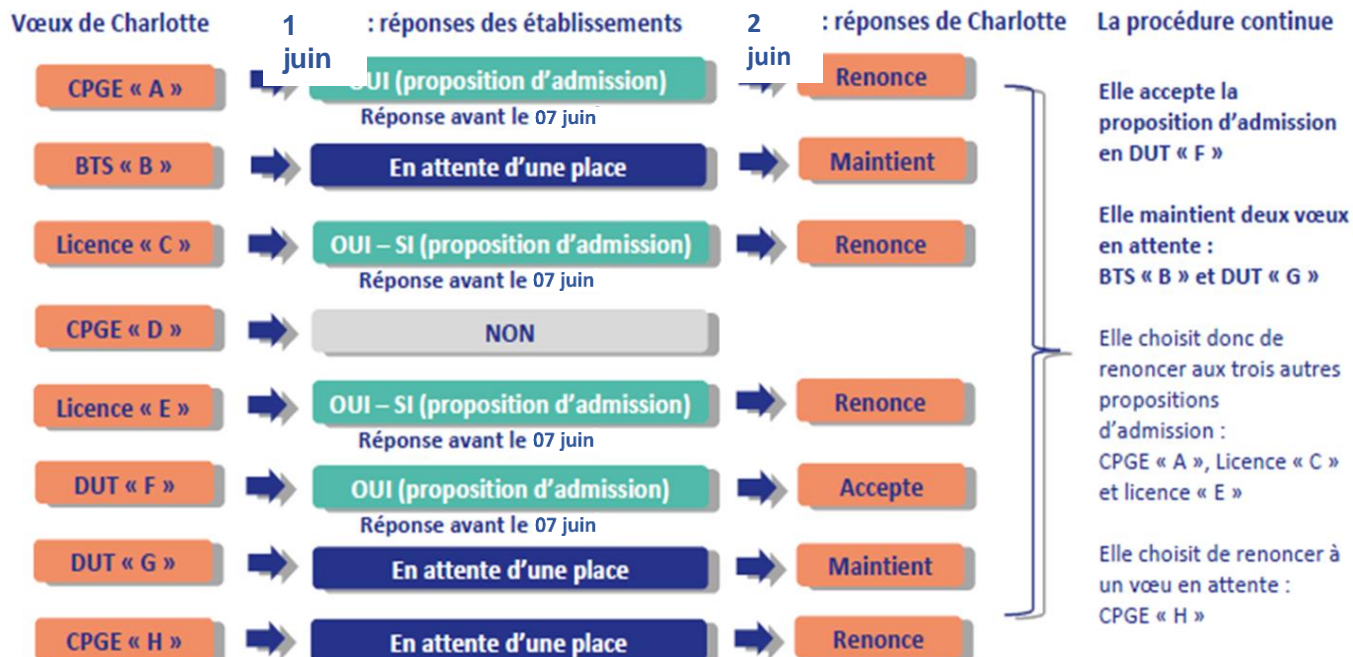 Vœux de Charlotte
1 juin : réponses des établissements
2 juin : réponses de Charlotte
La procédure continue
CPGE « A »
OUI (proposition d'admission)
Réponse avant le 07 juin
Renonce
BTS « B »
En attente d'une place
Maintient
Licence « C »
OUI – SI (proposition d'admission)
Réponse avant le 07 juin
Renonce
CPGE « D »
NON
Licence « E »
OUI – SI (proposition d'admission)
Réponse avant le 07 juin
Renonce
DUT « F »
OUI (proposition d'admission)
Réponse avant le 07 juin
Accepte
DUT « G »
En attente d'une place
Maintient
CPGE « H »
En attente d'une place
Renonce
Elle accepte la
proposition d'admission
en DUT « F »
Elle maintient deux vœux
en attente :
BTS « B » et DUT « G »
Elle choisit donc de
renoncer aux trois autres
propositions
d'admission :
CPGE « A », Licence « C »
et licence « E »
Elle choisit de renoncer à
un vœu en attente :
CPGE « H »